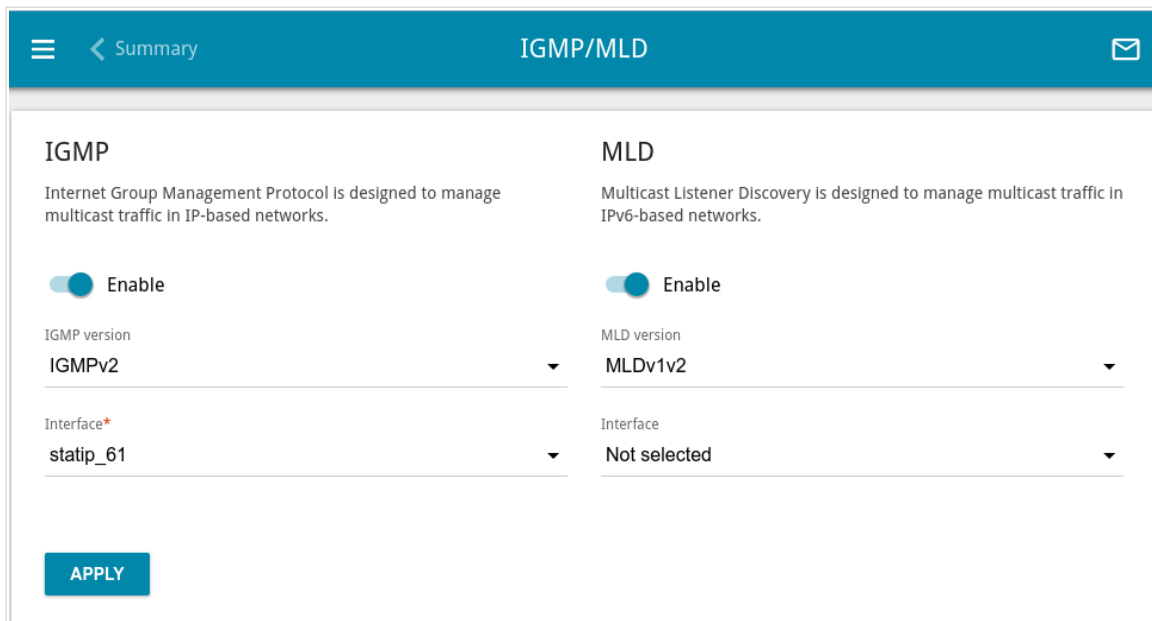 Summary
IGMP/MLD
IGMP
Internet Group Management Protocol is designed to manage
multicast traffic in IP-based networks.
Enable
IGMP version
IGMPv2
Interface*
statip_61
MLD
Multicast Listener Discovery is designed to manage multicast traffic in
IPv6-based networks.
Enable
MLD version
MLDv1v2
Interface
Not selected
APPLY